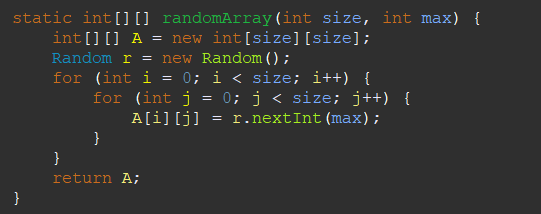 static int[][] randomArray(int size, int max) {
    int[][] A = new int[size][size];
    Random r = new Random();
    for (int i = 0; i < size; i++) {
        for (int j = 0; j < size; j++) {
            A[i][j] = r.nextInt(max);
        }
    }
    return A;
}